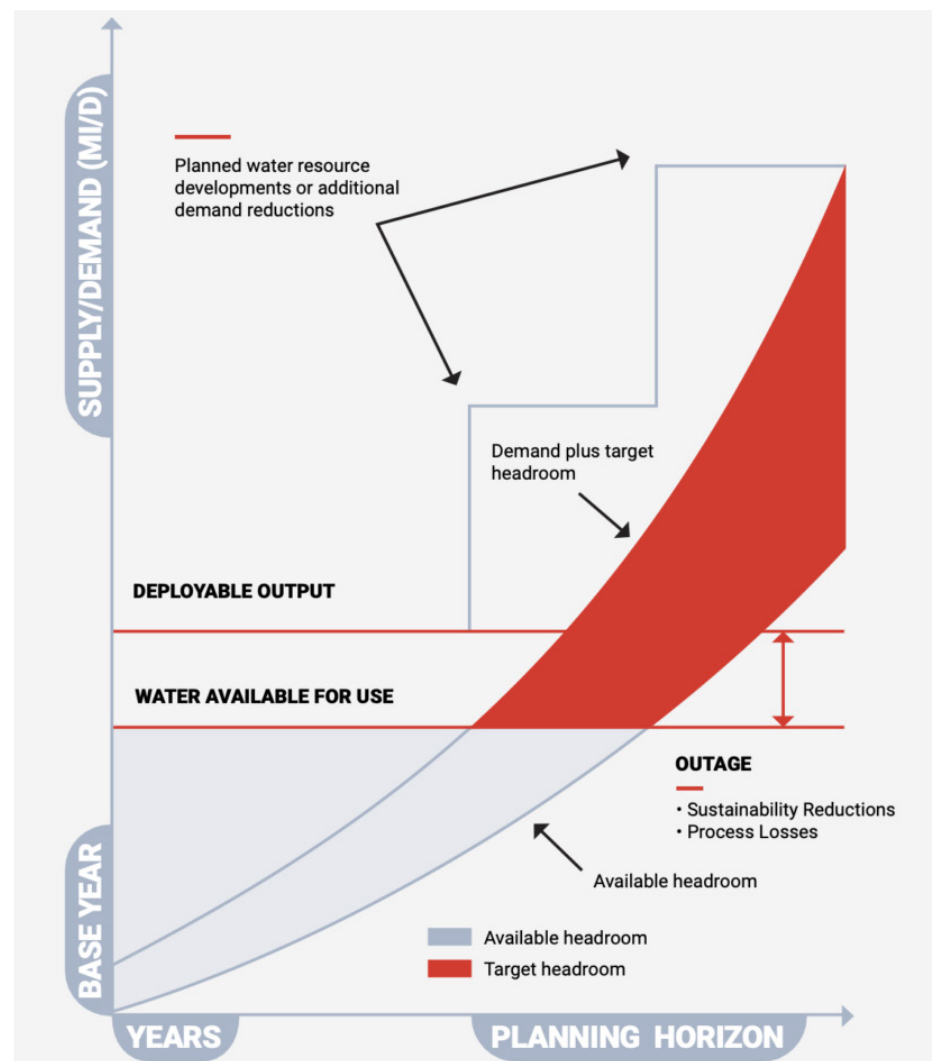 SUPPLY/DEMAND (MI/D)
Planned water resource
developments or additional
demand reductions
Demand plus target
headroom
DEPLOYABLE OUTPUT
WATER AVAILABLE FOR USE
OUTAGE
• Sustainability Reductions
• Process Losses
Available headroom
BASE YEAR
Available headroom
Target headroom
YEARS
PLANNING HORIZON